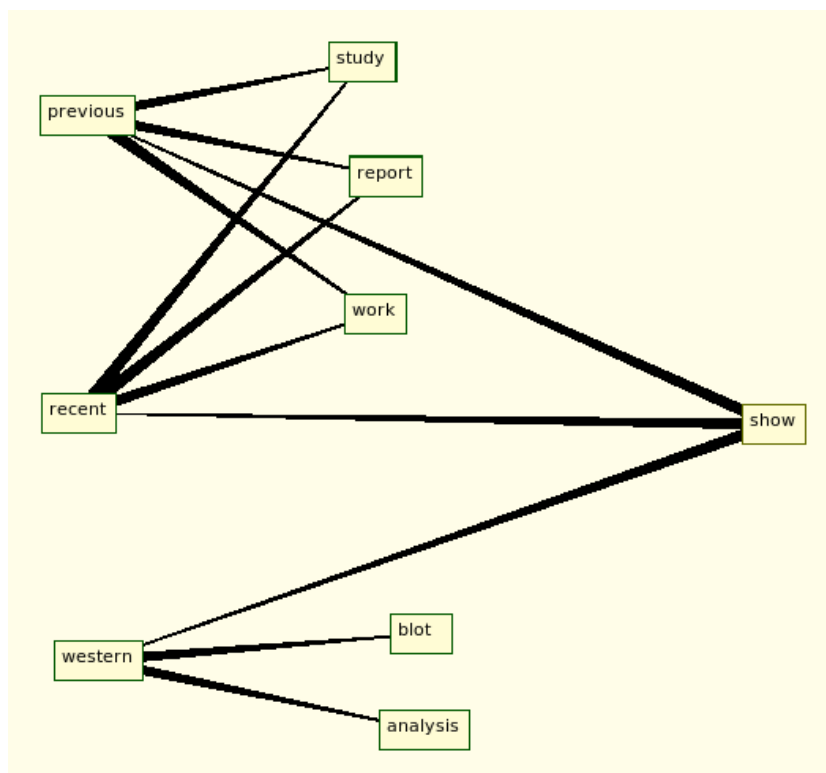 study
previous
report
work
recent
show
blot
western
analysis